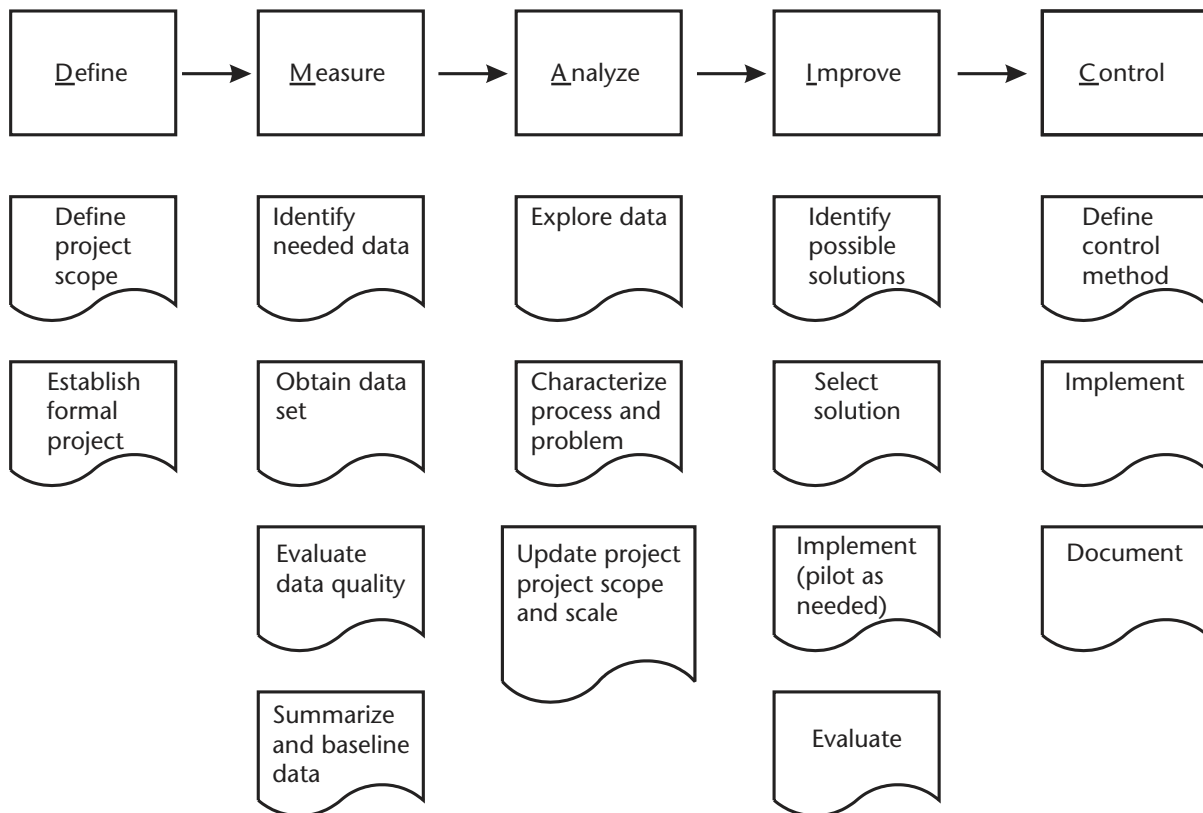 Define
Measure
Analyze
Improve
Control
Define
project
scope
Identify
needed data
Explore data
Identify
possible
solutions
Define
control
method
Establish
formal
project
Obtain data
set
Characterize
process and
problem
Select
solution
Implement
Evaluate
data quality
Update project
project scope
and scale
Implement
(pilot as
needed)
Document
Summarize
and baseline
data
Evaluate